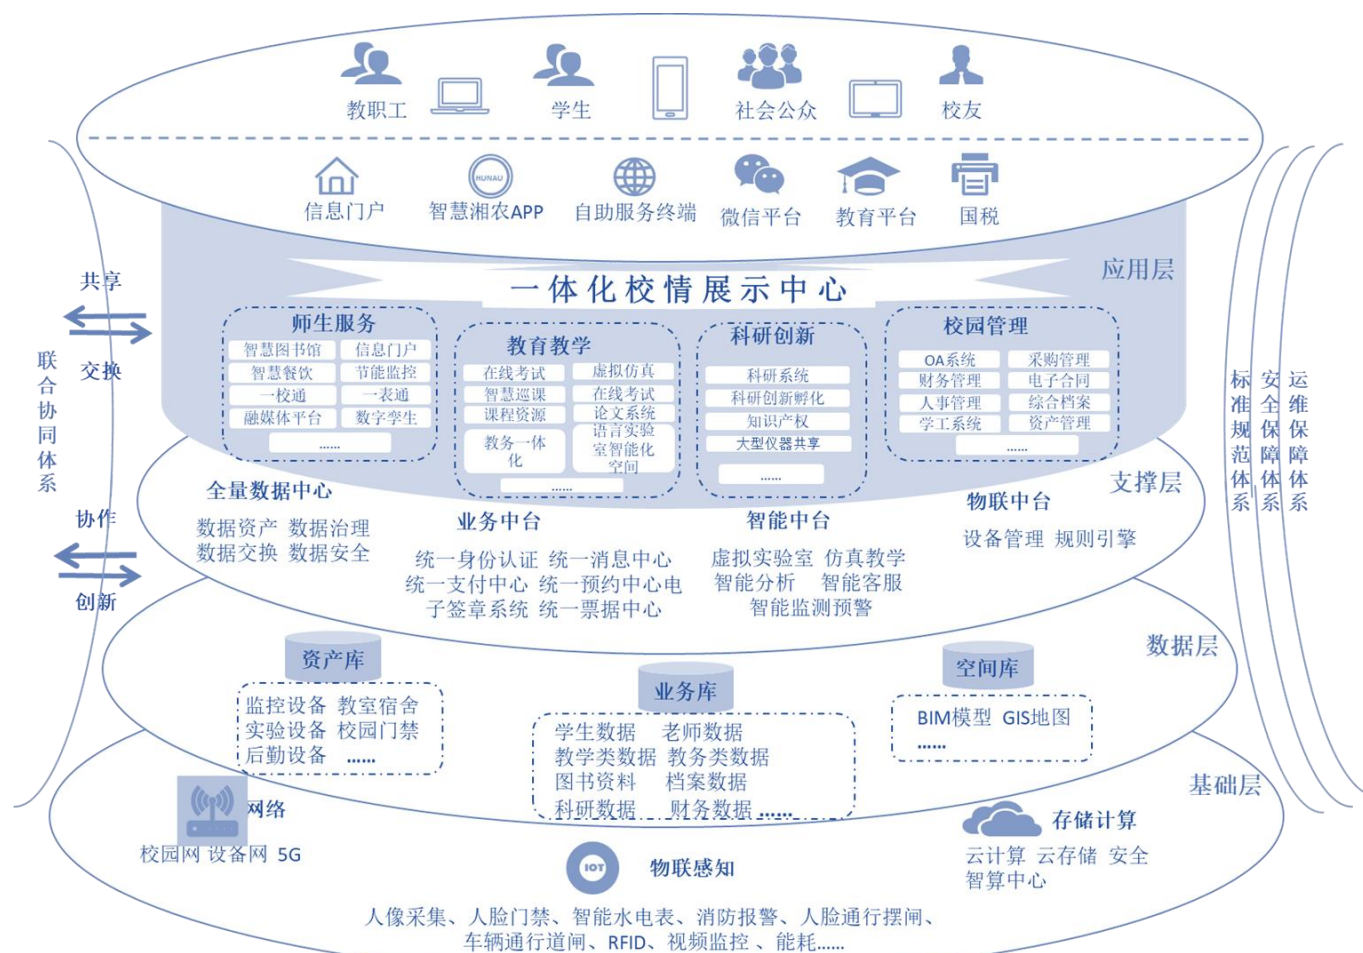 教职工
学生
社会公众
校友
信息门户
HUNAU
智慧湘农APP
自助服务终端
微信平台
教育平台
国税
应用层
一体化校情展示中心
师生服务
智慧图书馆 信息门户
智慧餐饮 节能监控
一校通 一表通
融媒体平台 数字孪生
......
教育教学
在线考试 虚拟仿真
智慧巡课 在线考试
课程资源 论文系统
教务一体
化
语言实验
室智能化
空间
......
科研创新
科研系统
科研创新孵化
知识产权
大型仪器共享
......
校园管理
OA系统 采购管理
财务管理 电子合同
人事管理 综合档案
学工系统 资产管理
......
共享
交换
联合协同体系
协作
创新
标准规范体系
安全保障体系
运维保障体系
支撑层
全量数据中心
数据资产 数据治理
数据交换 数据安全
业务中台
统一身份认证 统一消息中心
统一支付中心 统一预约中心电
子签章系统 统一票据中心
智能中台
虚拟实验室 仿真教学
智能分析 智能客服
智能监测预警
物联中台
设备管理 规则引擎
数据层
资产库
监控设备 教室宿舍
实验设备 校园门禁
后勤设备 ......
业务库
学生数据 老师数据
教学类数据 教务类数据
图书资料 档案数据
科研数据 财务数据 ......
空间库
BIM模型 GIS地图
......
基础层
网络
校园网 设备网 5G
IOT
物联感知
人像采集、人脸门禁、智能水电表、消防报警、人脸通行摆闸、
车辆通行道闸、RFID、视频监控 、能耗......
存储计算
云计算 云存储 安全
智算中心